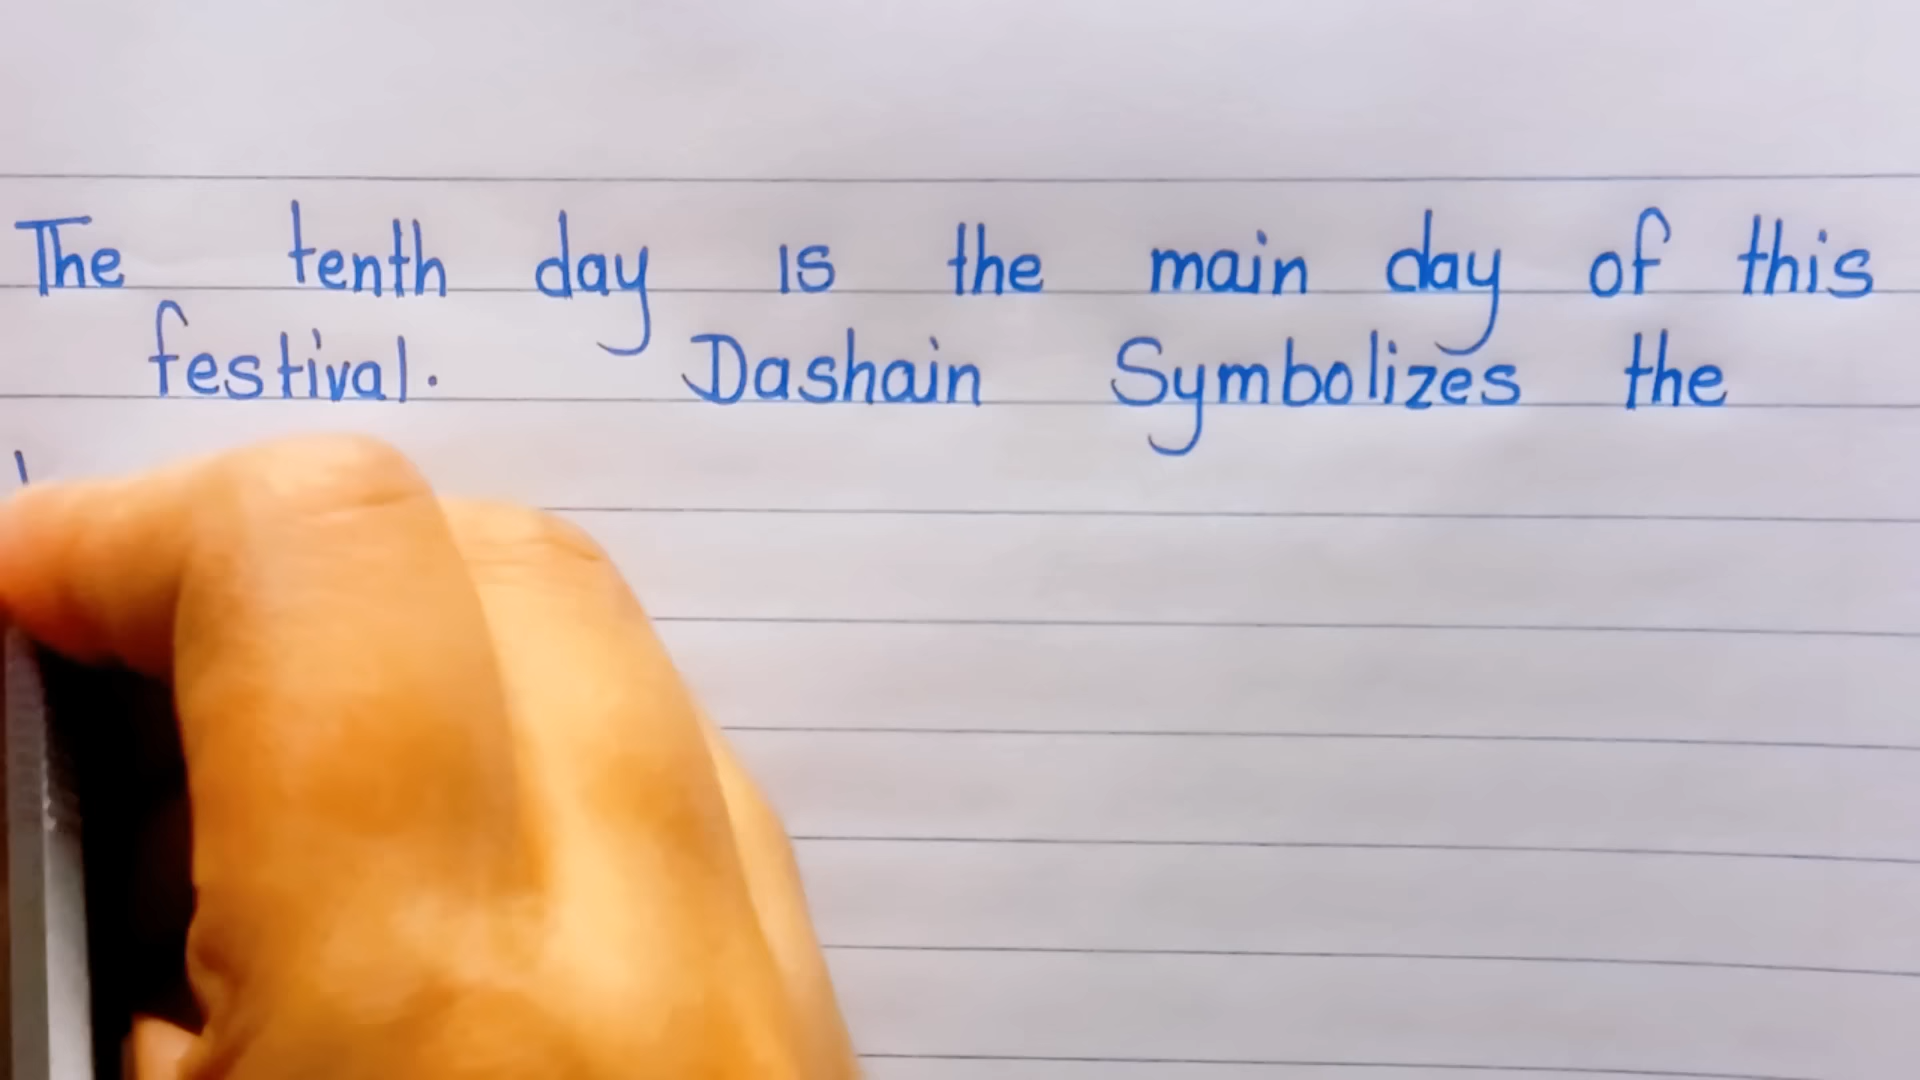 The tenth day is the main day of this
festival. Dashain Symbolizes the